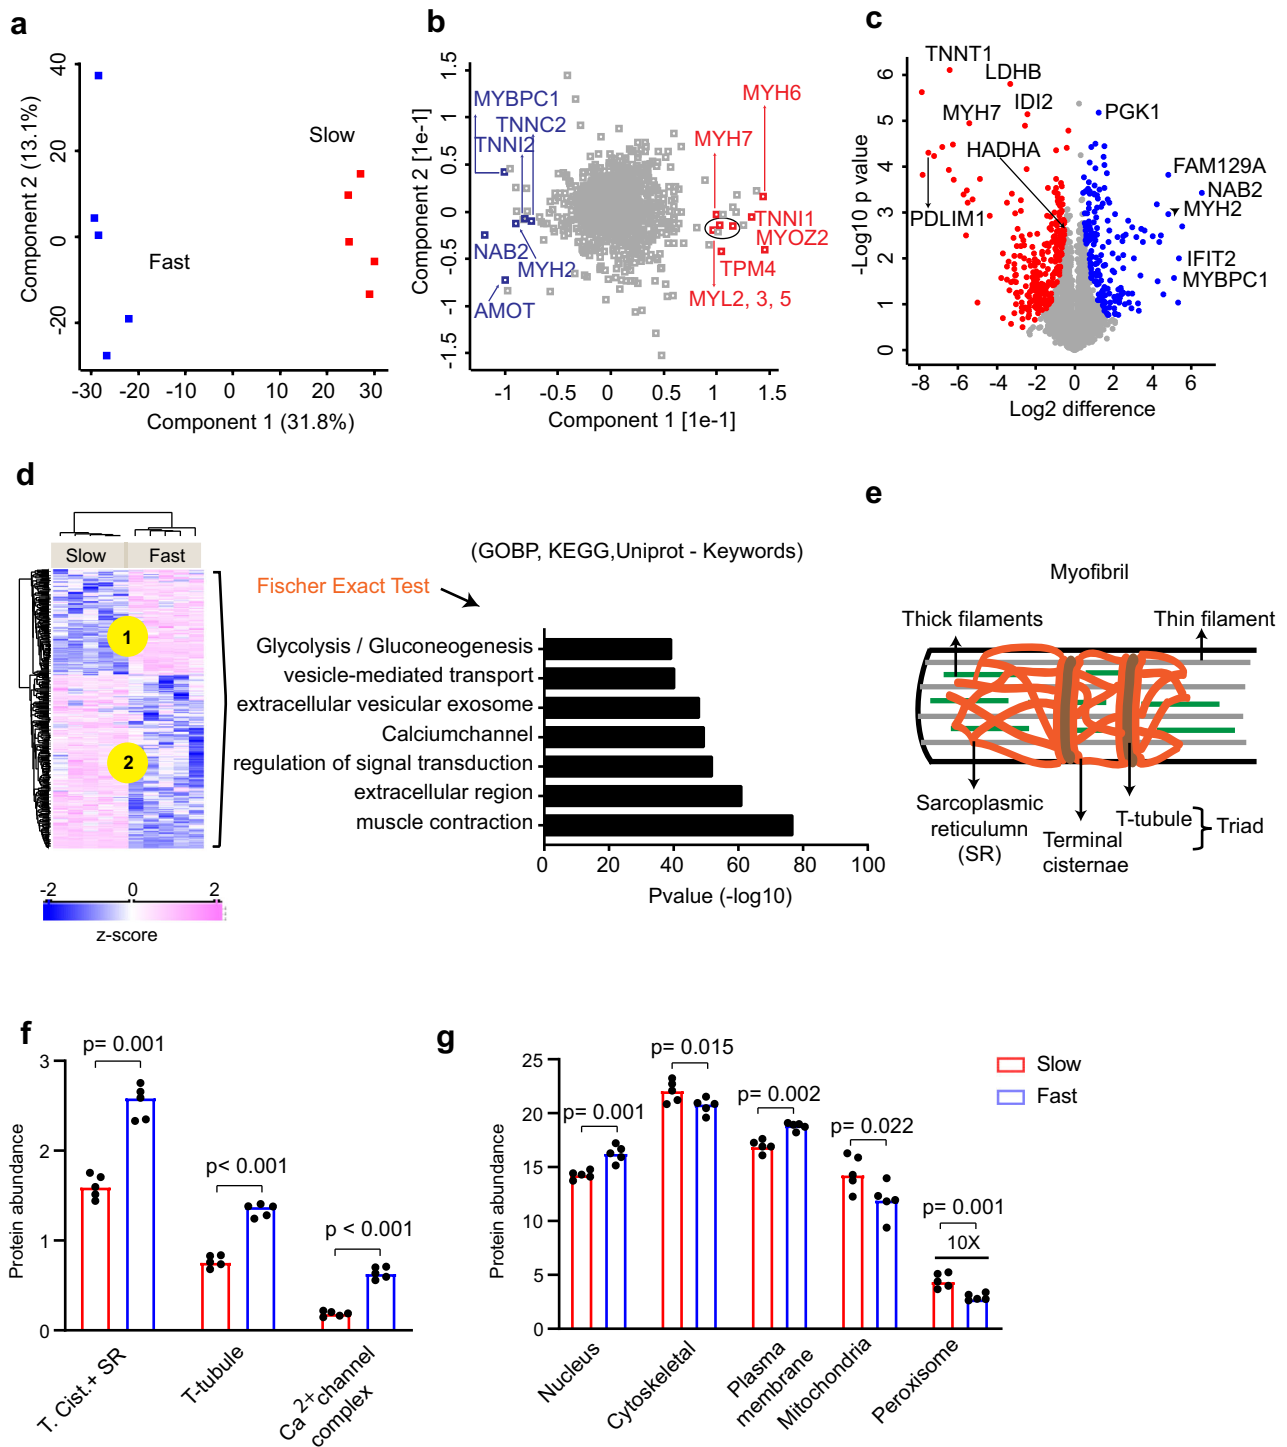 a
Component 2 (13.1%)
40
20
0
-20
Slow
Fast
-30
-20
-10
0
10
20
30
Component 1 (31.8%)
b
Component 2 [1e-1]
1.5
1
0.5
0
-0.5
-1
-1.5
MYBPC1
TNNC2
TNNI2
NAB2
MYH2
AMOT
MYH6
MYH7
TNNI1
MYOZ2
TPM4
MYL2, 3, 5
-1
-0.5
0
0.5
1
1.5
Component 1 [1e-1]
c
-Log10 p value
6
5
4
3
2
1
0
TNNT1
LDHB
MYH7
IDI2
HADHA
PDLIM1
PGK1
FAM129A
NAB2
MYH2
IFIT2
MYBPC1
-8
-6
-4
-2
0
2
4
6
Log2 difference
d
Slow
Fast
1
2
-2
0
2
z-score
(GOBP, KEGG,Uniprot - Keywords)
Fischer Exact Test
Glycolysis / Gluconeogenesis
vesicle-mediated transport
extracellular vesicular exosome
Calciumchannel
regulation of signal transduction
extracellular region
muscle contraction
0
20
40
60
80
100
Pvalue (-log10)
e
Myofibril
Thick filaments
Thin filament
Sarcoplasmic
reticulumn
(SR)
Terminal
cisternae
T-tubule
Triad
f
Protein abundance
3
2
1
0
p= 0.001
p< 0.001
p < 0.001
T. Cist.+ SR
T-tubule
Ca2+channel
complex
g
Protein abundance
25
20
15
10
5
0
p= 0.001
p= 0.015
p= 0.002
p= 0.022
p= 0.001
10X
Nucleus
Cytoskeletal
Plasma
membrane
Mitochondria
Peroxisome
Slow
Fast